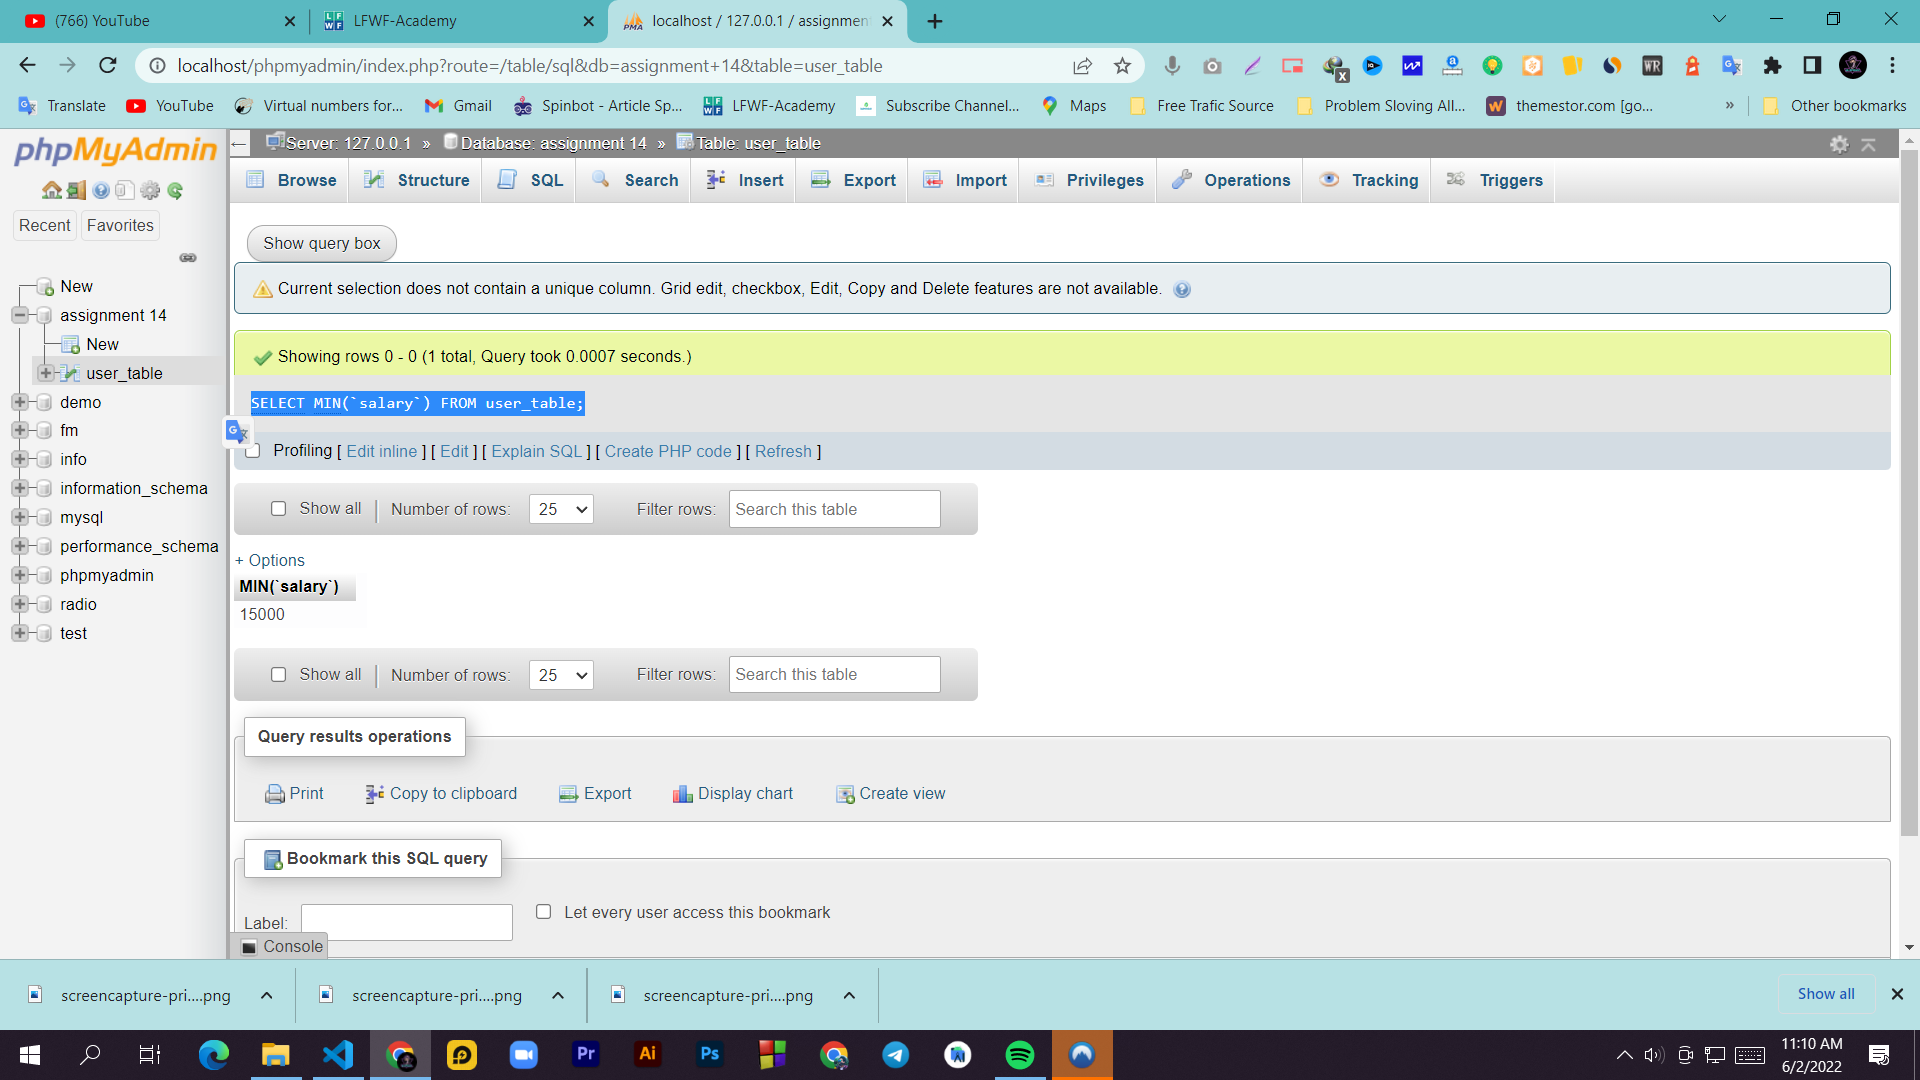 (766) YouTube
LFWF-Academy
localhost / 127.0.0.1 / assignmen
localhost/phpmyadmin/index.php?route=/table/sql&db=assignment+14&table=user_table
Translate
YouTube
Virtual numbers for...
Gmail
Spinbot - Article Sp...
LFWF-Academy
Subscribe Channel...
Maps
Free Trafic Source
Problem Sloving All...
themestor.com [go...
»
Other bookmarks
phpMyAdmin
Recent
Favorites
New
assignment 14
New
user_table
demo
fm
info
information_schema
mysql
performance_schema
phpmyadmin
radio
test
Server: 127.0.0.1 » Database: assignment 14 » Table: user_table
Browse
Structure
SQL
Search
Insert
Export
Import
Privileges
Operations
Tracking
Triggers
Show query box
Current selection does not contain a unique column. Grid edit, checkbox, Edit, Copy and Delete features are not available.
Showing rows 0 - 0 (1 total, Query took 0.0007 seconds.)
SELECT MIN(`salary`) FROM user_table;
Profiling [ Edit inline ] [ Edit ] [ Explain SQL ] [ Create PHP code ] [ Refresh ]
Show all
Number of rows: 25
Filter rows: Search this table
+ Options
MIN(`salary`)
15000
Show all
Number of rows: 25
Filter rows: Search this table
Query results operations
Print
Copy to clipboard
Export
Display chart
Create view
Bookmark this SQL query
Label:
Let every user access this bookmark
Console
screencapture-pri....png
screencapture-pri....png
screencapture-pri....png
Show all
Pr
Ai
Ps
11:10 AM
6/2/2022